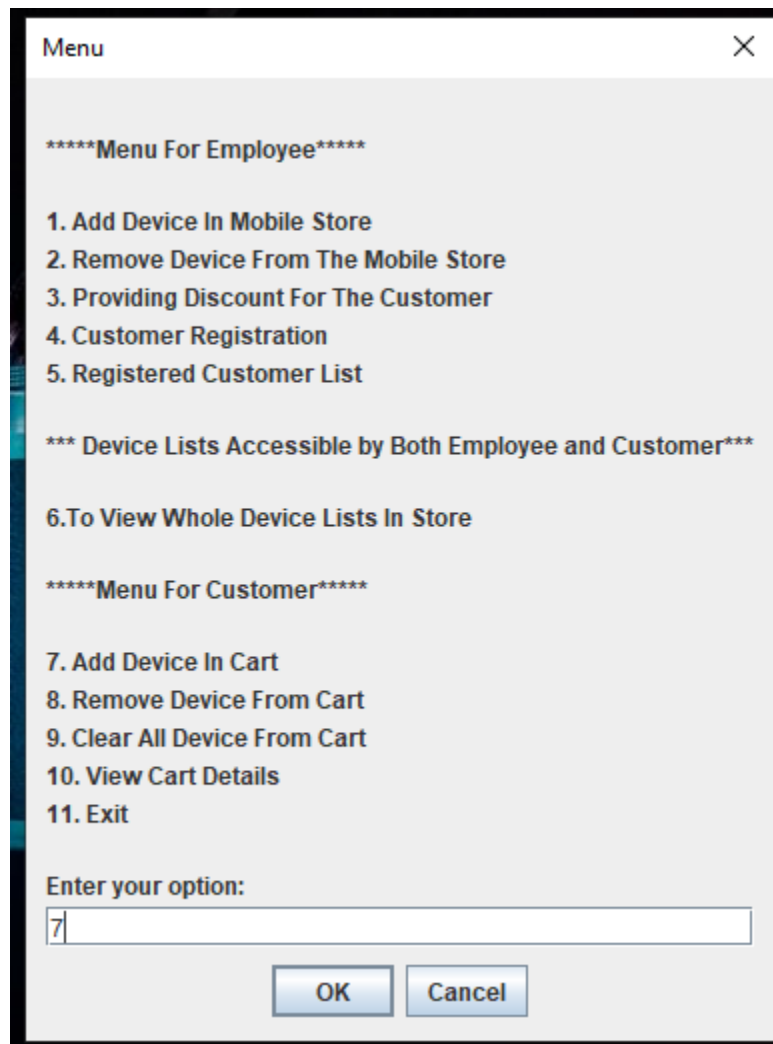 Menu
*****Menu For Employee*****
1. Add Device In Mobile Store
2. Remove Device From The Mobile Store
3. Providing Discount For The Customer
4. Customer Registration
5. Registered Customer List
*** Device Lists Accessible by Both Employee and Customer***
6.To View Whole Device Lists In Store
*****Menu For Customer*****
7. Add Device In Cart
8. Remove Device From Cart
9. Clear All Device From Cart
10. View Cart Details
11. Exit
Enter your option:
7
OK Cancel